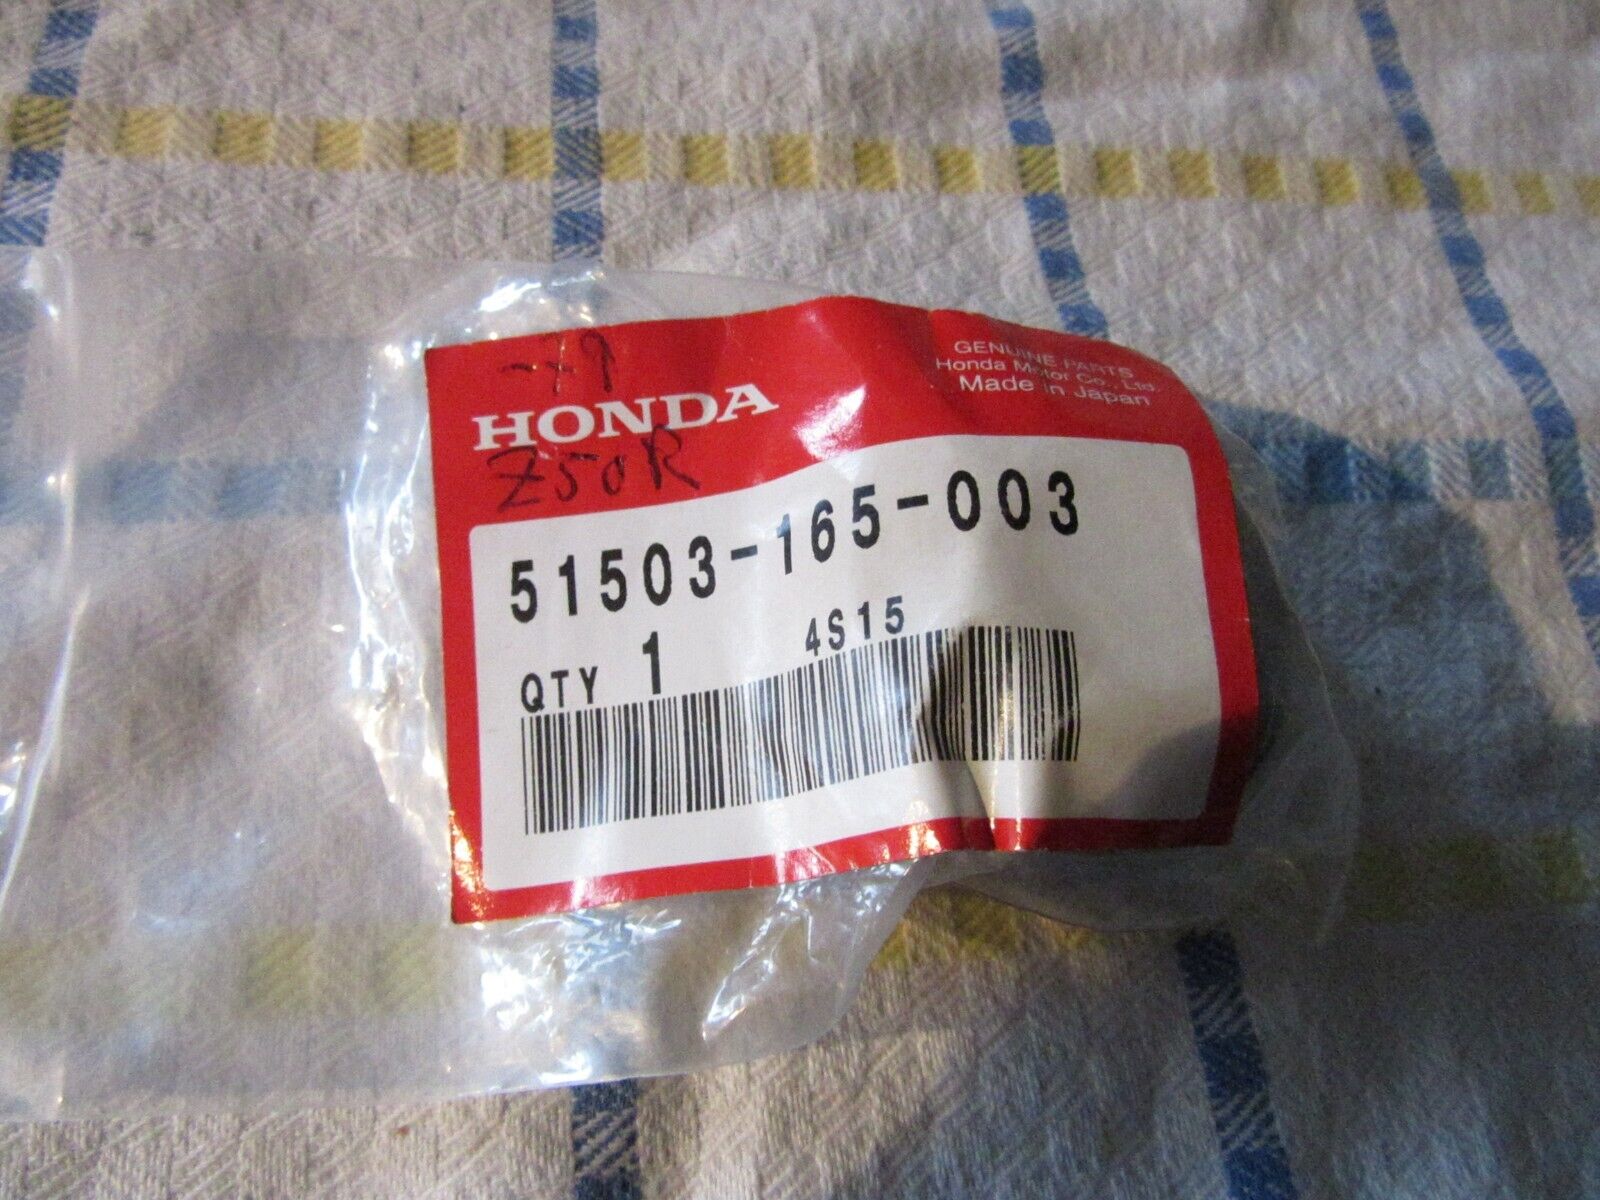 -79
HONDA
Z50R
GENUINE PARTS
Honda Motor Co., Ltd.
Made in Japan
51503-165-003
QTY 1 4S15